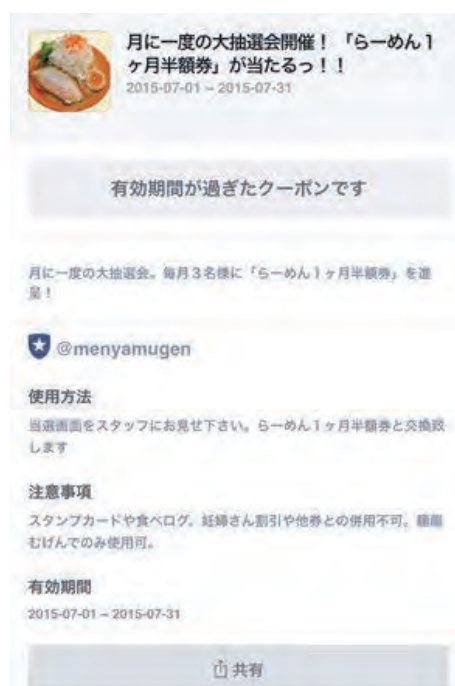 月に一度の大抽選会開催! 「らーめん1
ヶ月半額券」が当たるっ!!
2015-07-01 – 2015-07-31
有効期間が過ぎたクーポンです
月に一度の大抽選会。毎月3名様に「らーめん1ヶ月半額券」を進
呈!
@menyamugen
使用方法
当選画面をスタッフにお見せ下さい。らーめん1ヶ月半額券と交換致
します
注意事項
スタンプカードや食べログ、妊婦さん割引や他券との併用不可。
むげんでのみ使用可。
有効期間
2015-07-01 – 2015-07-31
共有